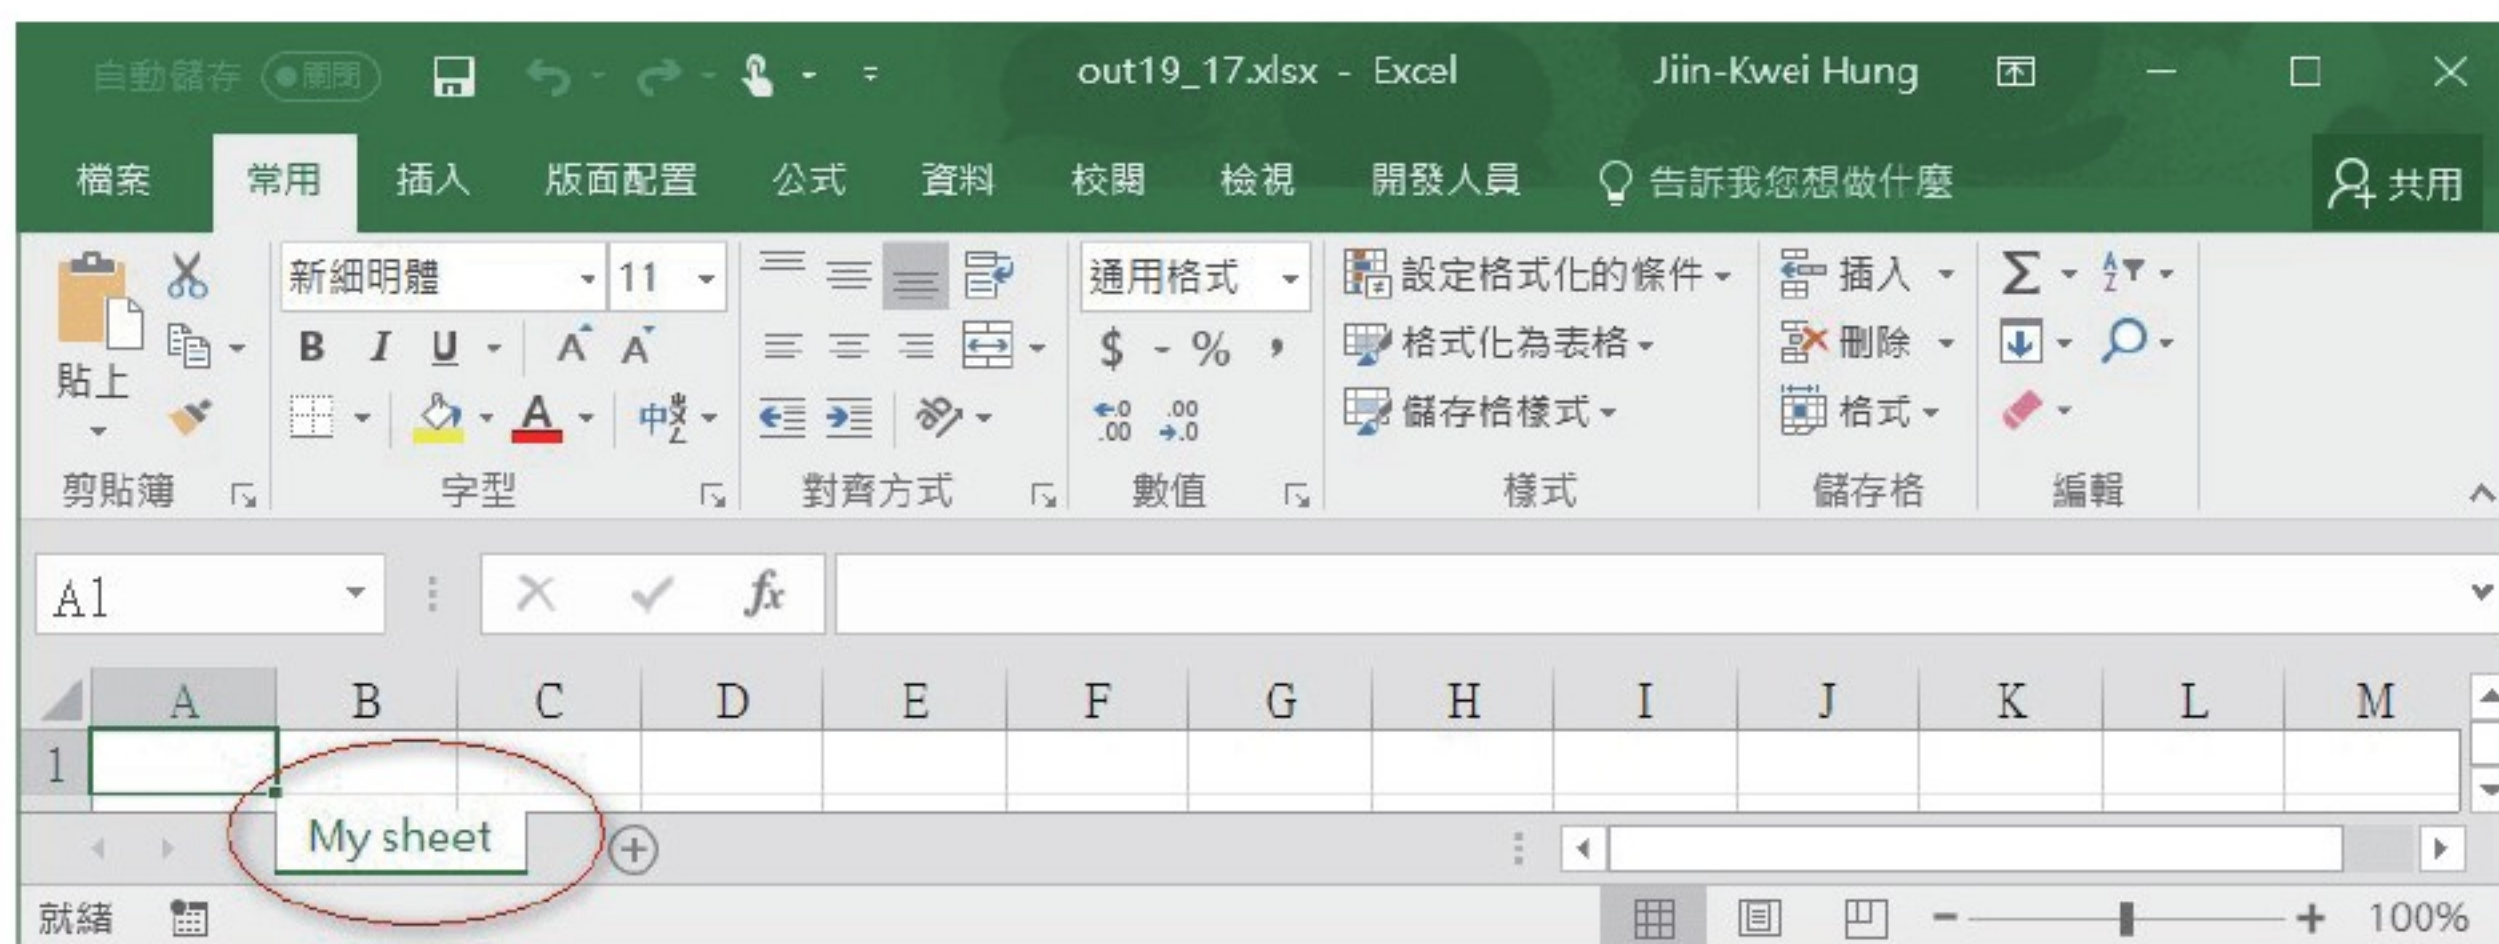 自動儲存 關閉 out19_17.xlsx - Excel Jiin-Kwei Hung
檔案 常用 插入 版面配置 公式 資料 校閱 檢視 開發人員 告訴我您想做什麼 共用
新細明體 11 通用格式 設定格式化的條件 插入 Σ
B I U A A $ % , 格式化為表格 刪除
貼上 A 中 儲存格樣式 格式
剪貼簿 字型 對齊方式 數值 樣式 儲存格 編輯
A1 fx
A B C D E F G H I J K L M
1
My sheet
就緒 100%